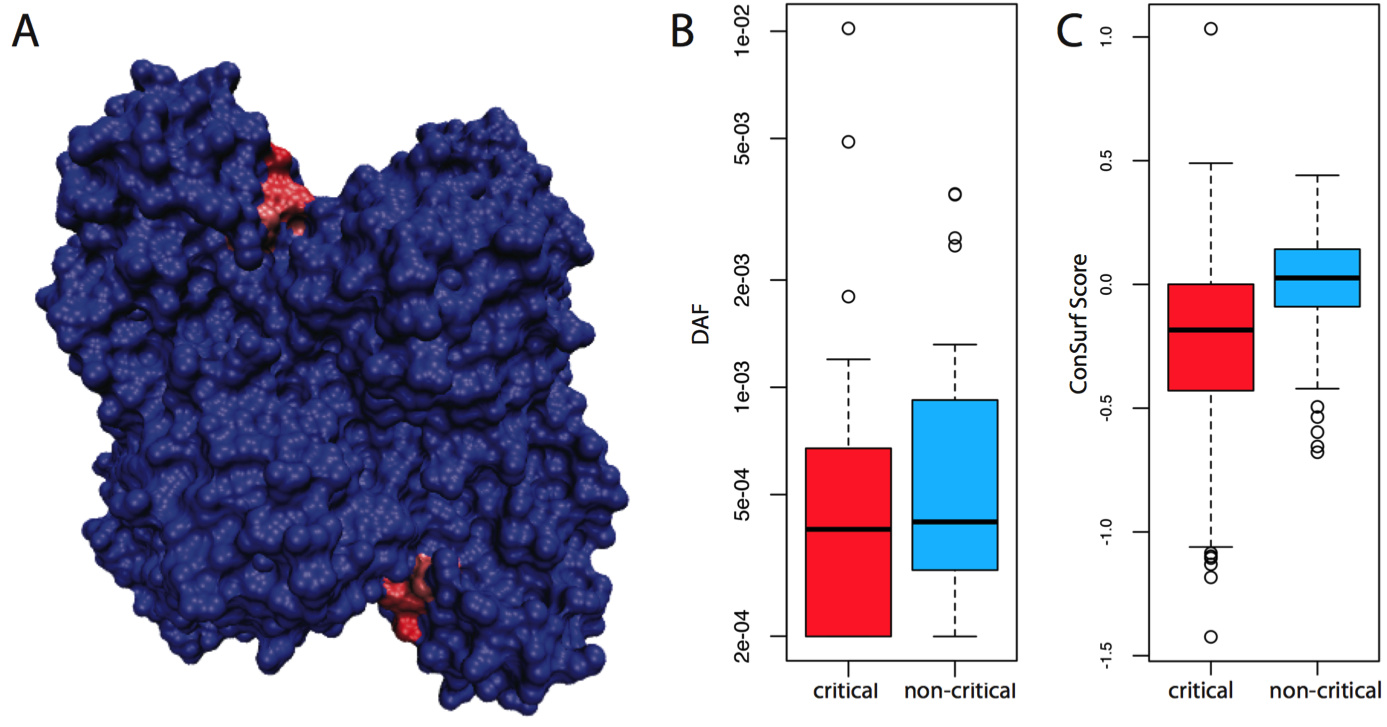 A
B
C
DAF
1e-02
5e-03
2e-03
1e-03
5e-04
2e-04
critical
non-critical
ConSurf Score
1.0
0.5
0.0
-0.5
-1.0
-1.5
critical
non-critical